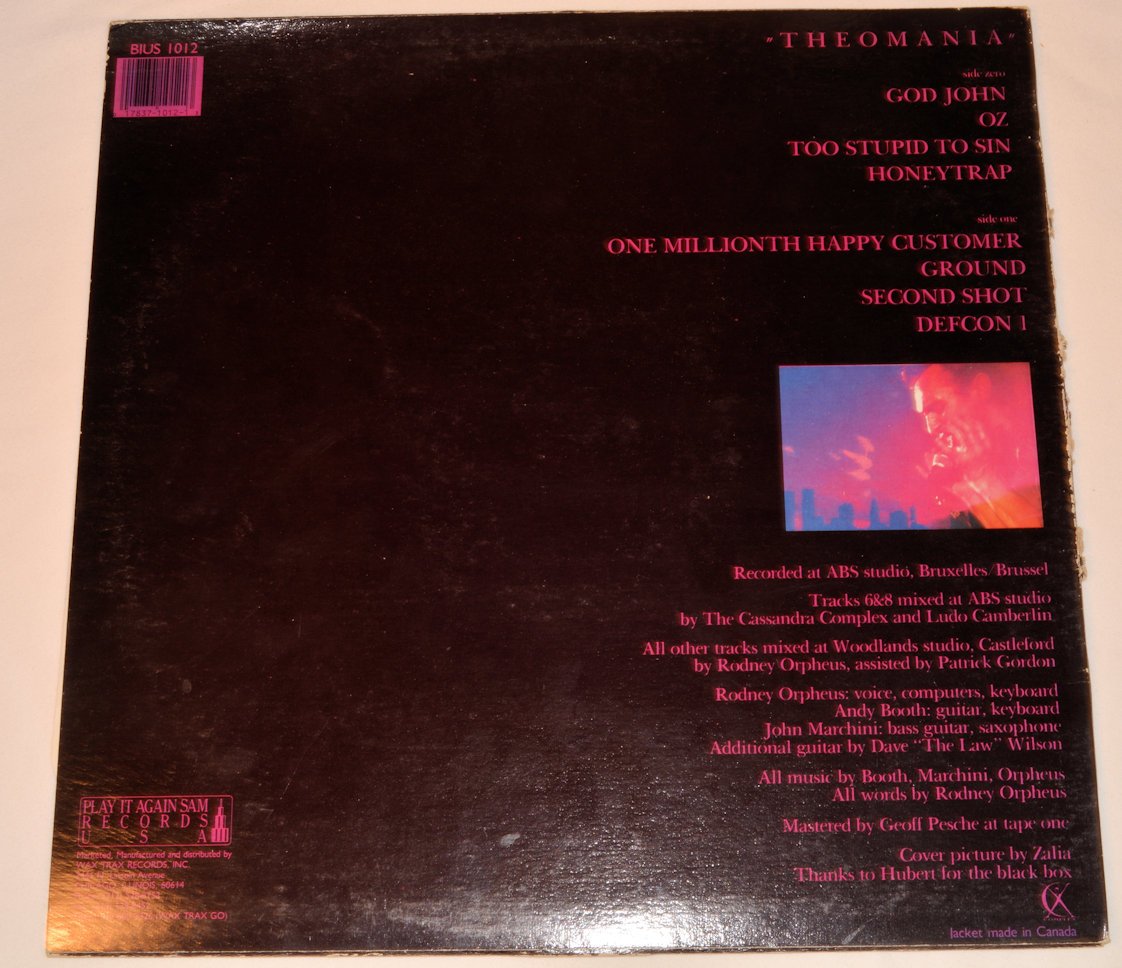 BIUS 1012
"THEOMANIA"
side zero
GOD JOHN
OZ
TOO STUPID TO SIN
HONEYTRAP
side one
ONE MILLIONTH HAPPY CUSTOMER
GROUND
SECOND SHOT
DEFCON 1
Recorded at ABS studio, Bruxelles/Brussel
Tracks 6&8 mixed at ABS studio
by The Cassandra Complex and Ludo Camberlin
All other tracks mixed at Woodlands studio, Castleford
by Rodney Orpheus, assisted by Patrick Gordon
Rodney Orpheus: voice, computers, keyboard
Andy Booth: guitar, keyboard
John Marchini: bass guitar, saxophone
Additional guitar by Dave "The Law" Wilson
All music by Booth, Marchini, Orpheus
All words by Rodney Orpheus
Mastered by Geoff Pesche at tape one
Cover picture by Zalia
Thanks to Hubert for the black box
Jacket made in Canada
PLAY IT AGAIN SAM
RECORDS
USA
Marketed, Manufactured and distributed by
WAX TRAX RECORDS, INC.
Avenue
ILLINOIS, 60614
(WAX TRAX GO)